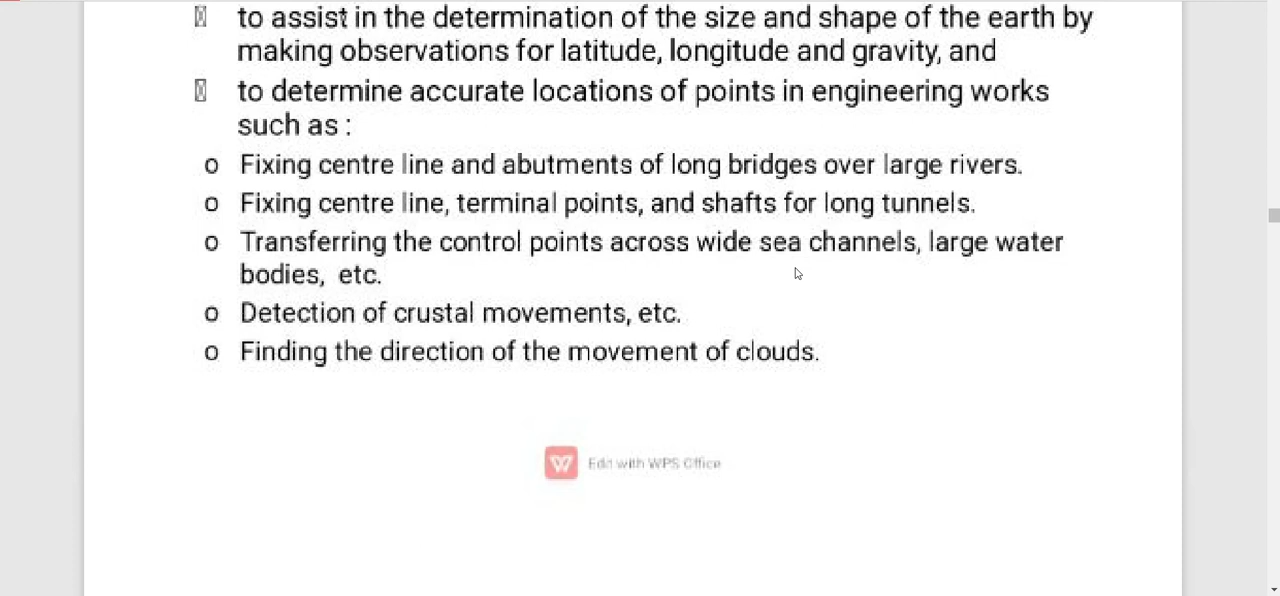 to assist in the determination of the size and shape of the earth by
making observations for latitude, longitude and gravity, and
to determine accurate locations of points in engineering works
such as :
o Fixing centre line and abutments of long bridges over large rivers.
o Fixing centre line, terminal points, and shafts for long tunnels.
o Transferring the control points across wide sea channels, large water
bodies, etc.
o Detection of crustal movements, etc.
o Finding the direction of the movement of clouds.
Edit with WPS Office